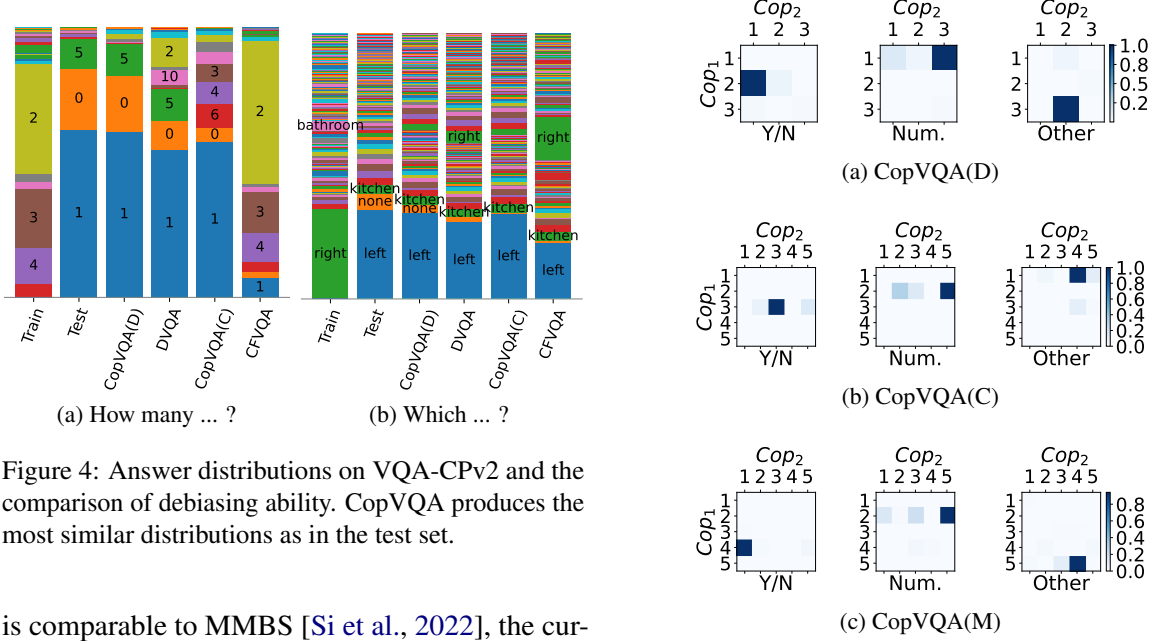 2
3
4
Train
5
0
1
Test
5
0
1
CopVQA(D)
2
10
5
0
1
DVQA
3
4
6
0
1
CopVQA(C)
2
3
4
1
CFVQA
(a) How many ... ?
bathroom
right
Train
kitchen
none
left
Test
kitchen
none
left
CopVQA(D)
right
kitchen
left
DVQA
kitchen
left
CopVQA(C)
right
kitchen
left
CFVQA
(b) Which ... ?
Figure 4: Answer distributions on VQA-CPv2 and the
comparison of debiasing ability. CopVQA produces the
most similar distributions as in the test set.
is comparable to MMBS [Si et al., 2022], the cur-
Cop2
1 2 3
Cop1
1
2
3
Y/N
Cop2
1 2 3
1
2
3
Num.
Cop2
1 2 3
1
2
3
Other
1.0
0.8
0.5
0.2
(a) CopVQA(D)
Cop2
1 2 3 4 5
Cop1
1
2
3
4
5
Y/N
Cop2
1 2 3 4 5
1
2
3
4
5
Num.
Cop2
1 2 3 4 5
1
2
3
4
5
Other
1.0
0.8
0.6
0.4
0.2
0.0
(b) CopVQA(C)
Cop2
1 2 3 4 5
Cop1
1
2
3
4
5
Y/N
Cop2
1 2 3 4 5
1
2
3
4
5
Num.
Cop2
1 2 3 4 5
1
2
3
4
5
Other
0.8
0.6
0.4
0.2
0.0
(c) CopVQA(M)